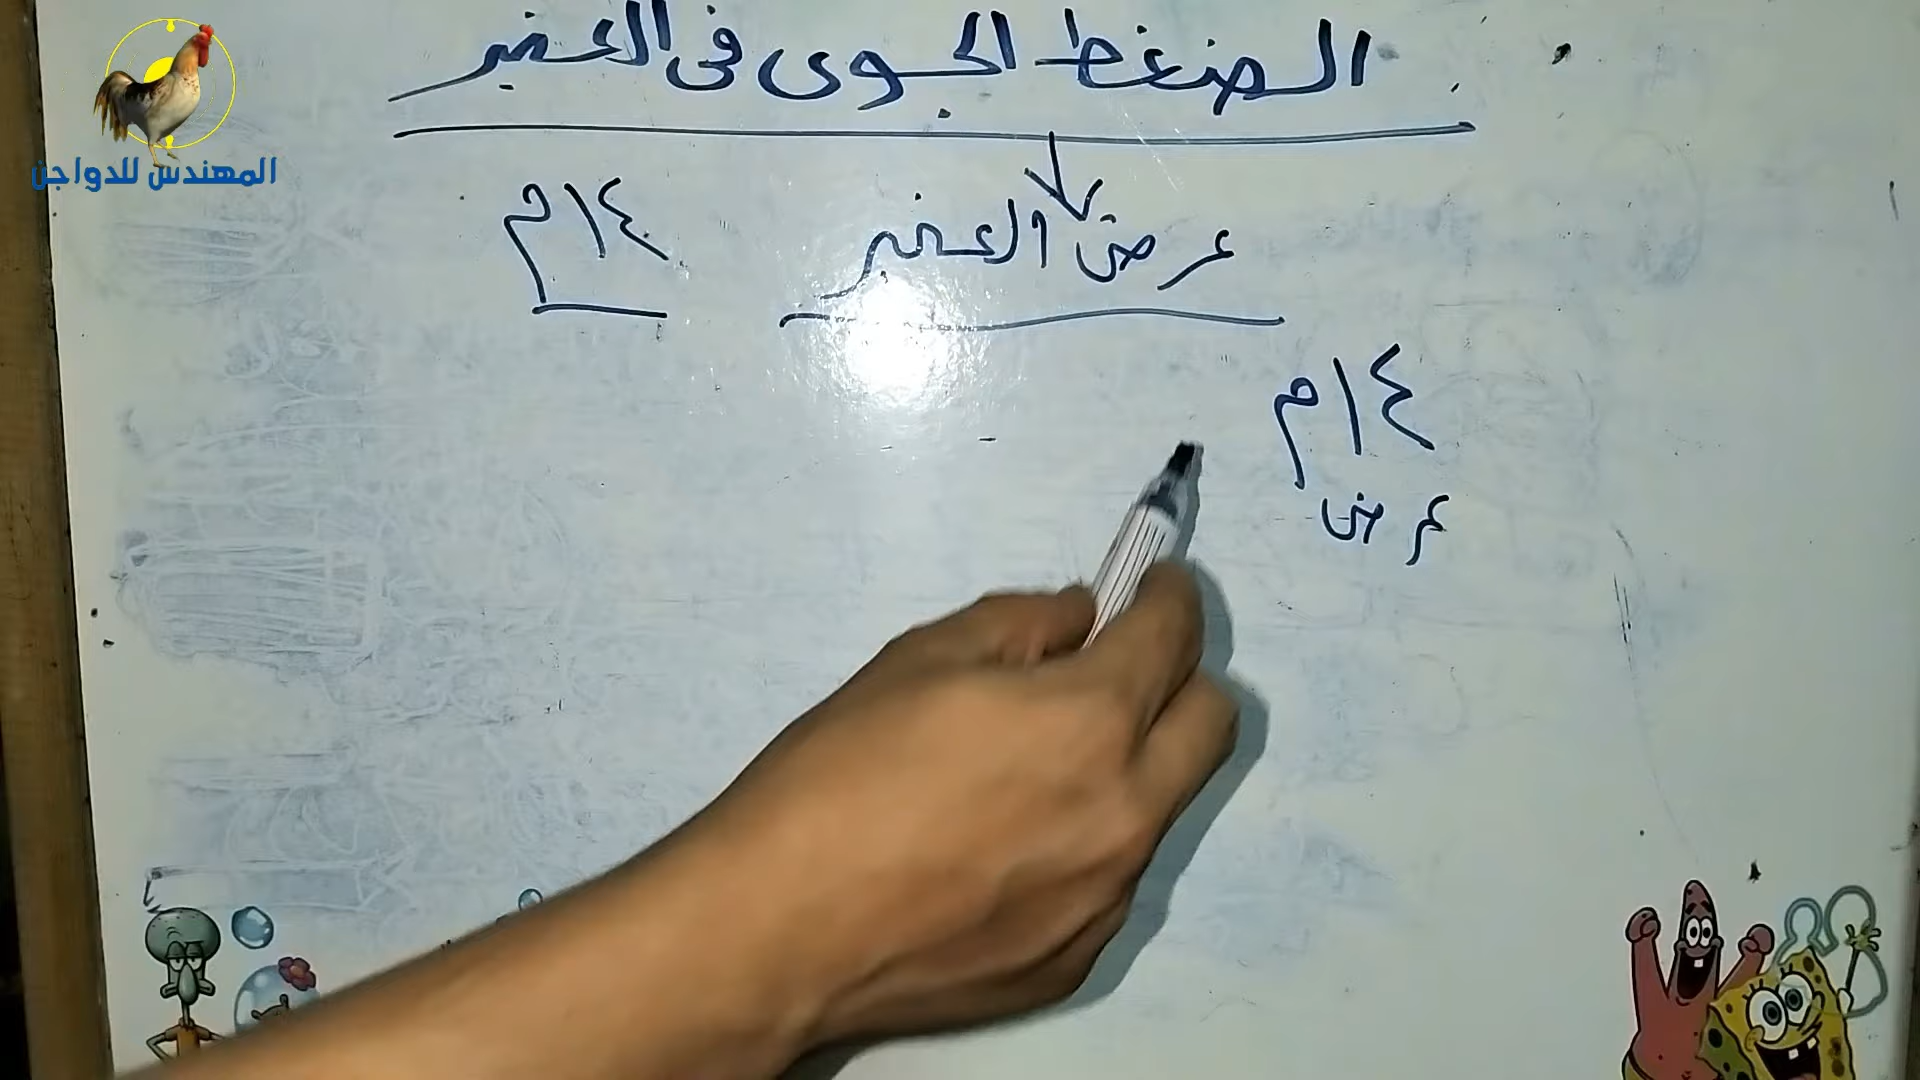 الضغط الجوى فى العنبر
المهندس للدواجن
عرض العنبر ١٤م
١٤م
عرض